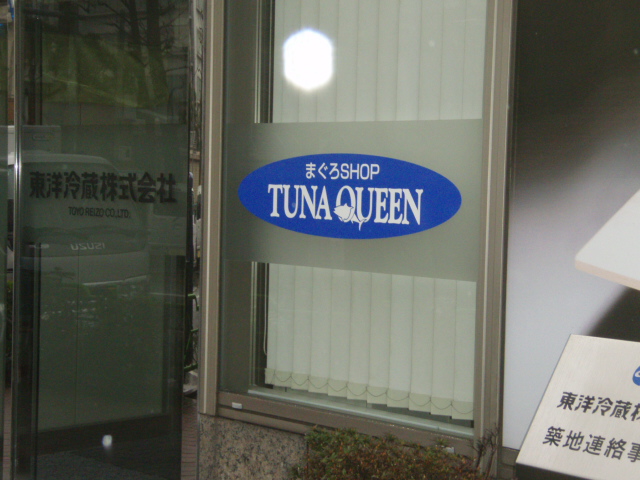 東洋冷蔵株式会社
TOYO REIZO CO.,LTD.
ISUZU
まぐろSHOP
TUNA QUEEN
東洋冷蔵株
築地連絡事